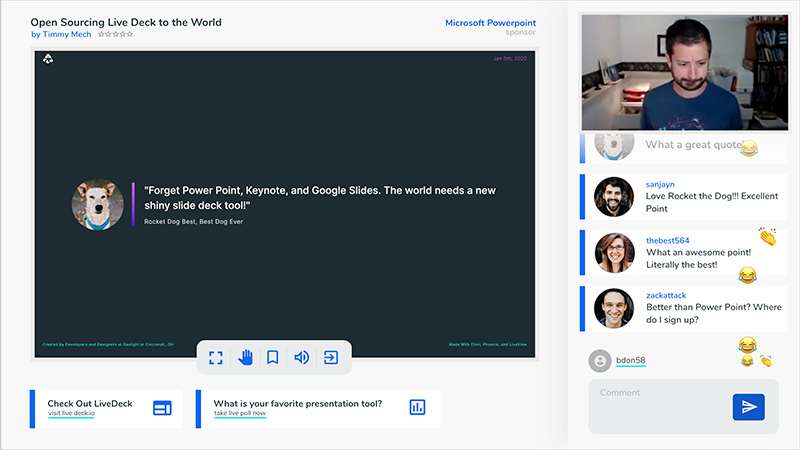 Open Sourcing Live Deck to the World
by Timmy Mech
Microsoft Powerpoint
sponsor
Jan 5th, 2020
"Forget Power Point, Keynote, and Google Slides. The world needs a new
shiny slide deck tool!"
Rocket Dog Best, Best Dog Ever
Created by Developers and Designers at Gaslight in Cincinnati, OH
Made With Elixir, Phoenix, and LiveView
Check Out LiveDeck
visit live deck.io
What is your favorite presentation tool?
take live poll now
What a great quote
sanjayn
Love Rocket the Dog!!! Excellent
Point
thebest564
What an awesome point!
Literally the best!
zackattack
Better than Power Point? Where
do I sign up?
bdon58
Comment